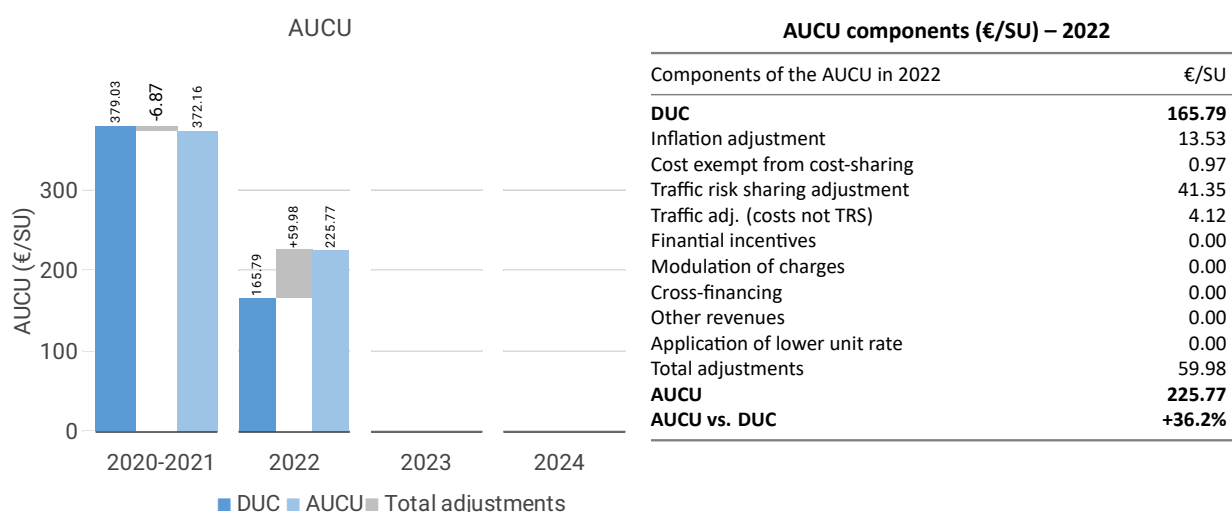 AUCU
379.03
-6.87
372.16
165.79
+59.98
225.77
AUCU (€/SU)
300
200
100
0
2020-2021
2022
2023
2024
DUC
AUCU
Total adjustments
AUCU components (€/SU) – 2022
Components of the AUCU in 2022 €/SU
DUC 165.79
Inflation adjustment 13.53
Cost exempt from cost-sharing 0.97
Traffic risk sharing adjustment 41.35
Traffic adj. (costs not TRS) 4.12
Finantial incentives 0.00
Modulation of charges 0.00
Cross-financing 0.00
Other revenues 0.00
Application of lower unit rate 0.00
Total adjustments 59.98
AUCU 225.77
AUCU vs. DUC +36.2%